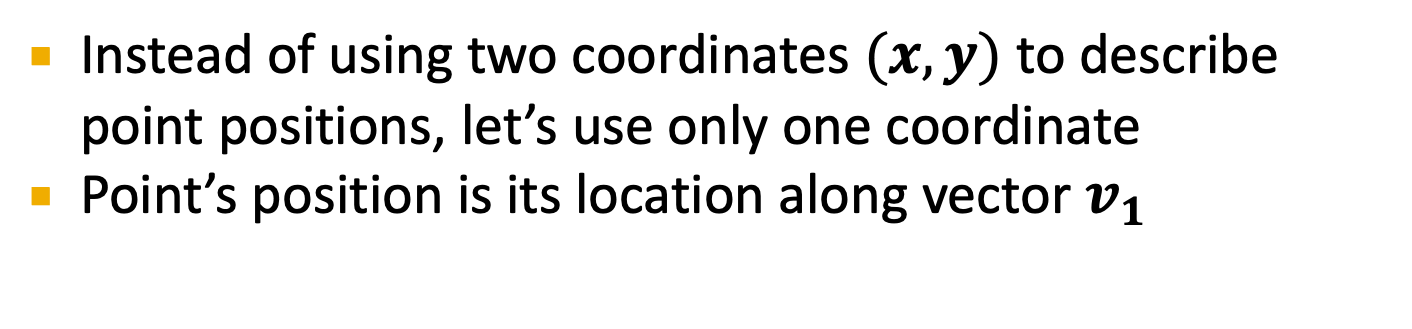 ▪ Instead of using two coordinates (𝒙, 𝒚) to describe
point positions, let’s use only one coordinate
▪ Point’s position is its location along vector 𝒗₁